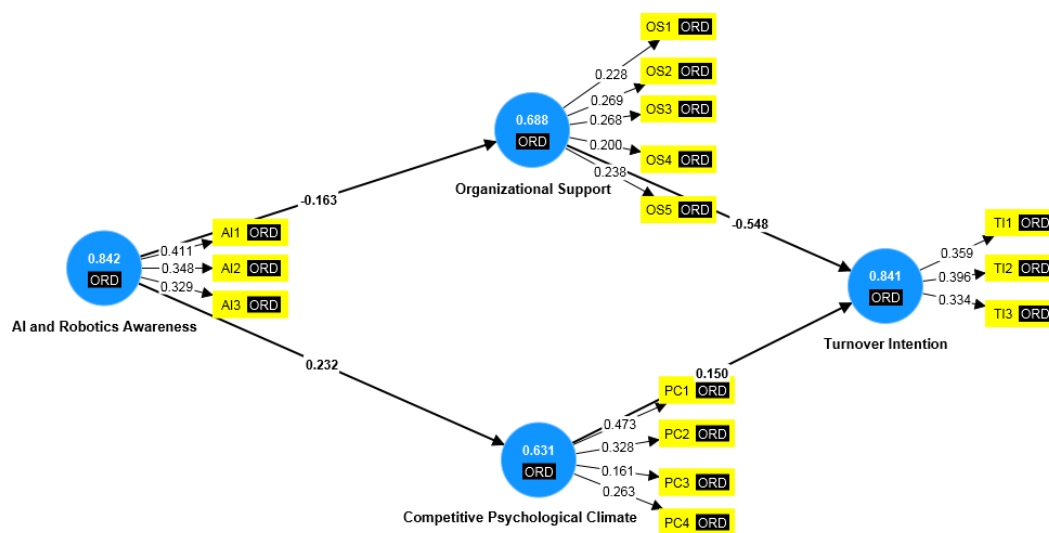 OS1 ORD
0.228
OS2 ORD
0.269
0.688
OS3 ORD
0.268
ORD
0.200
OS4 ORD
0.238
Organizational Support
OS5 ORD
-0.163
-0.548
TI1 ORD
AI1 ORD
0.411
0.359
0.842
0.348
AI2 ORD
0.841
0.396
TI2 ORD
ORD
0.329
AI3 ORD
ORD
0.334
TI3 ORD
AI and Robotics Awareness
Turnover Intention
0.232
0.150
PC1 ORD
0.473
0.631
0.328
PC2 ORD
ORD
0.161
PC3 ORD
0.263
Competitive Psychological Climate
PC4 ORD